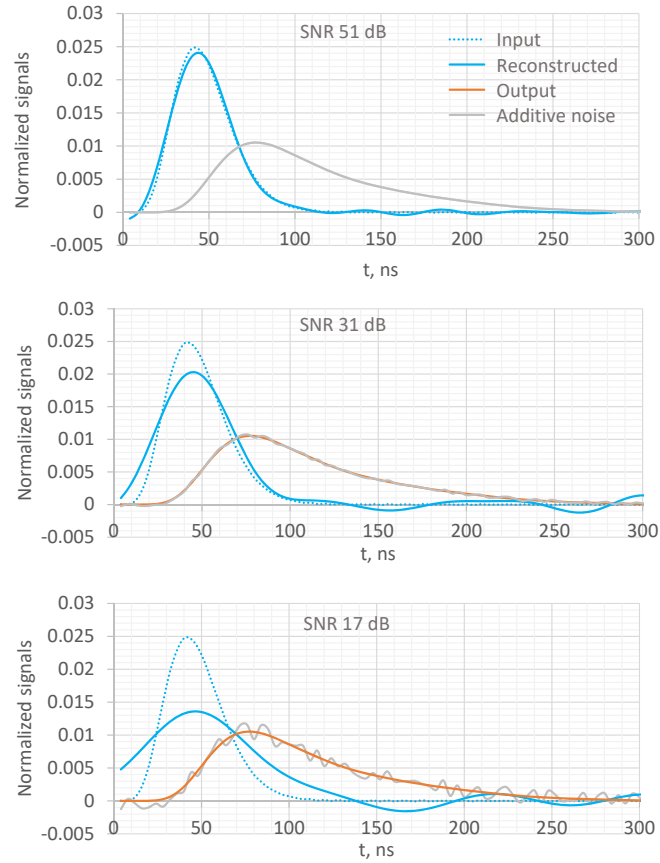 SNR 51 dB
Input
Reconstructed
Output
Additive noise
Normalized signals
0.03
0.025
0.02
0.015
0.01
0.005
0
-0.005
0 50 100 150 200 250 300
t, ns
SNR 31 dB
Normalized signals
0.03
0.025
0.02
0.015
0.01
0.005
0
-0.005
0 50 100 150 200 250 300
t, ns
SNR 17 dB
Normalized signals
0.03
0.025
0.02
0.015
0.01
0.005
0
-0.005
0 50 100 150 200 250 300
t, ns